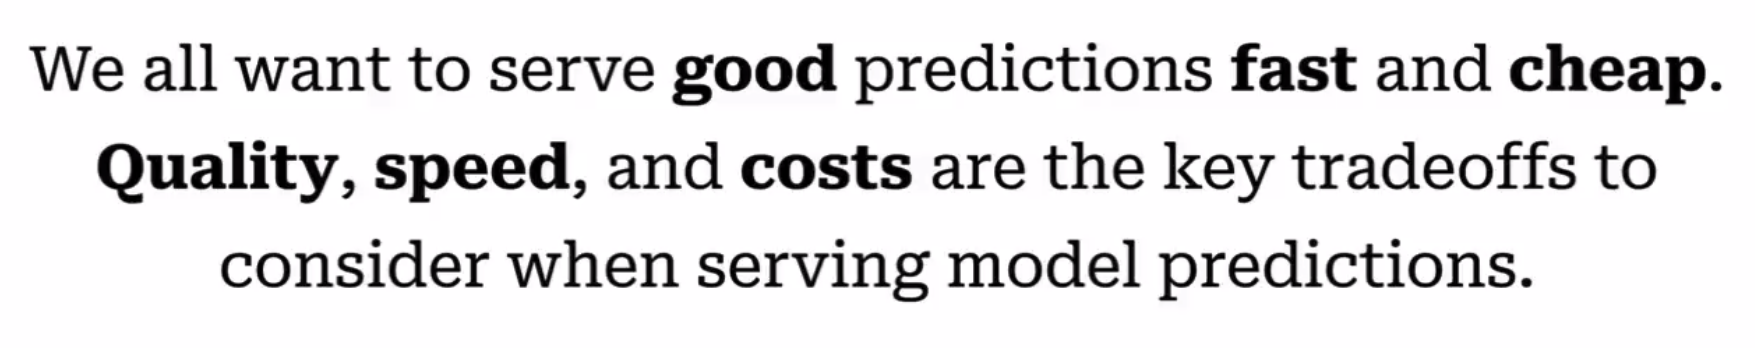 We all want to serve good predictions fast and cheap.
Quality, speed, and costs are the key tradeoffs to
consider when serving model predictions.